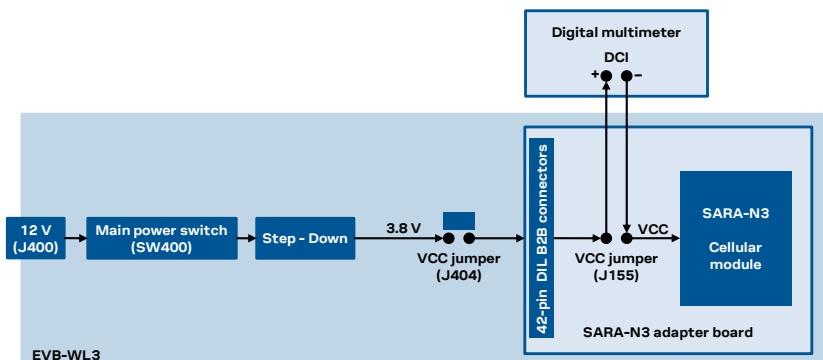 Digital multimeter
DCI
+ −
12 V
(J400)
Main power switch
(SW400)
Step - Down
3.8 V
VCC jumper
(J404)
42-pin DIL B2B connectors
VCC
VCC jumper
(J155)
SARA-N3
Cellular
module
SARA-N3 adapter board
EVB-WL3